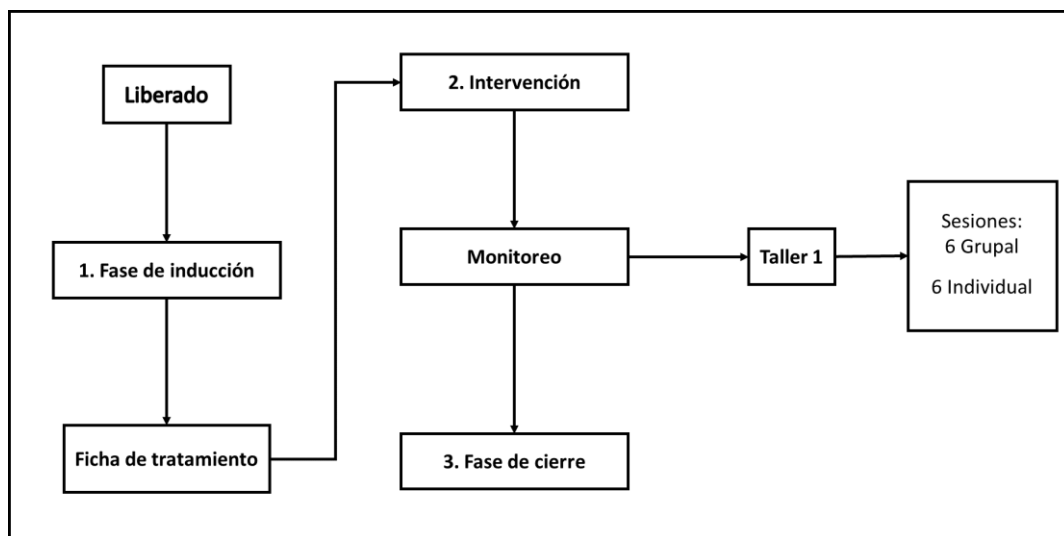 Liberado
1. Fase de inducción
Ficha de tratamiento
2. Intervención
Monitoreo
3. Fase de cierre
Taller 1
Sesiones:
6 Grupal
6 Individual